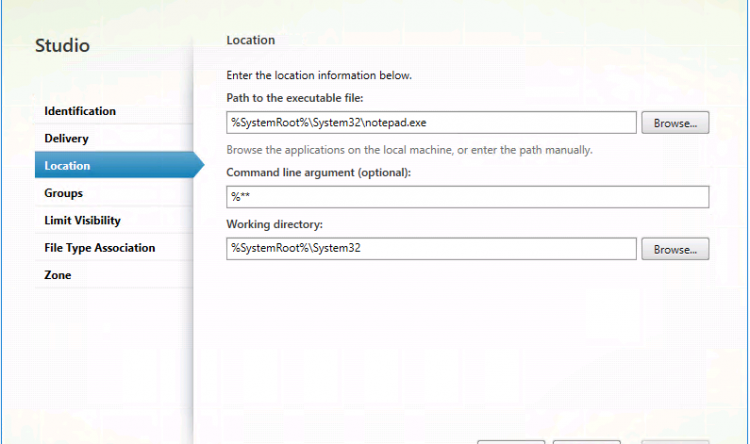 Studio
Identification
Delivery
Location
Groups
Limit Visibility
File Type Association
Zone
Location
Enter the location information below.
Path to the executable file:
%SystemRoot%\System32\notepad.exe
Browse...
Browse the applications on the local machine, or enter the path manually.
Command line argument (optional):
%**
Working directory:
%SystemRoot%\System32
Browse...